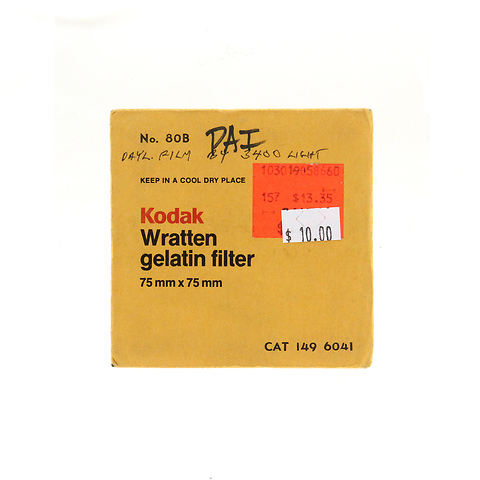 No. 80B DAI
DAYL. FILM BY 3400 LIGHT
KEEP IN A COOL DRY PLACE
157 $13.35
$ 10.00
Kodak
Wratten
gelatin filter
75 mm x 75 mm
CAT 149 6041